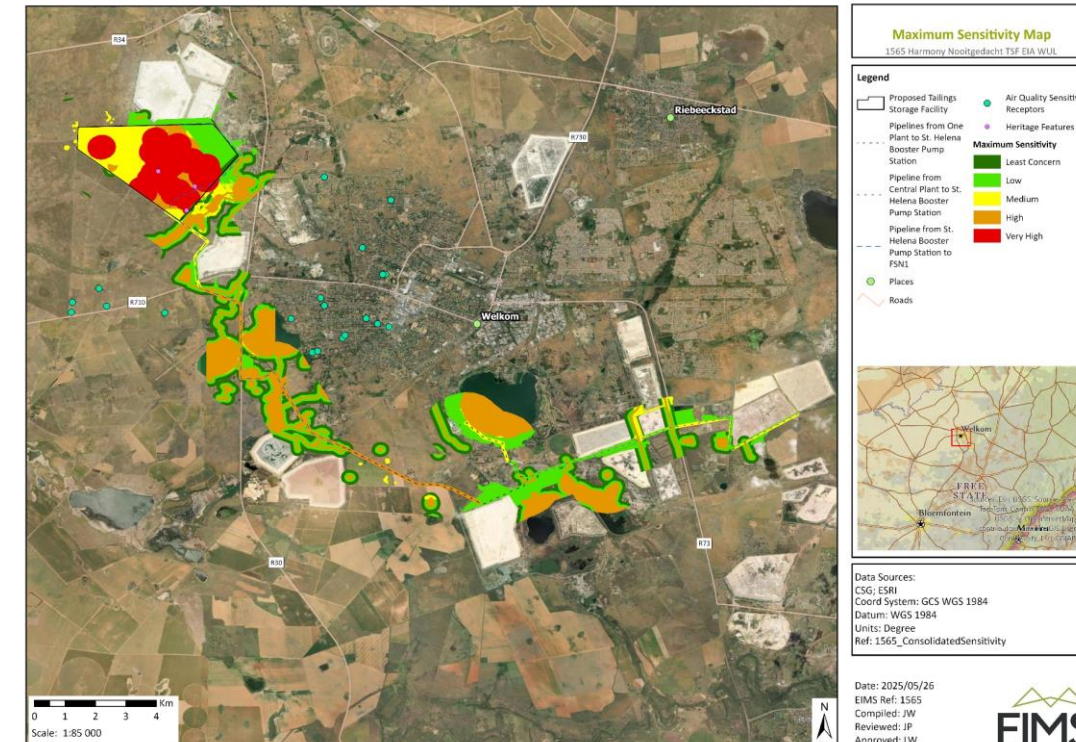 Maximum Sensitivity Map
1565 Harmony Nooitgedacht TSF EIA WUL
Legend
Proposed Tailings
Storage Facility
Pipelines from One
Plant to St. Helena
Booster Pump
Station
Pipeline from
Central Plant to St.
Helena Booster
Pump Station
Pipeline from St.
Helena Booster
Pump Station to
FSN1
Places
Roads
Air Quality Sensitiv
Receptors
Heritage Features
Maximum Sensitivity
Least Concern
Low
Medium
High
Very High
R34
Riebeeckstad
R730
R710
Welkom
R30
R73
Km
0 1 2 3 4
Scale: 1:85 000
N
Welkom
FREE
STATE
Bloemfontein
Data Sources:
CSG; ESRI
Coord System: GCS WGS 1984
Datum: WGS 1984
Units: Degree
Ref: 1565_ConsolidatedSensitivity
Date: 2025/05/26
EIMS Ref: 1565
Compiled: JW
Reviewed: JP
Approved: LW
EIMS